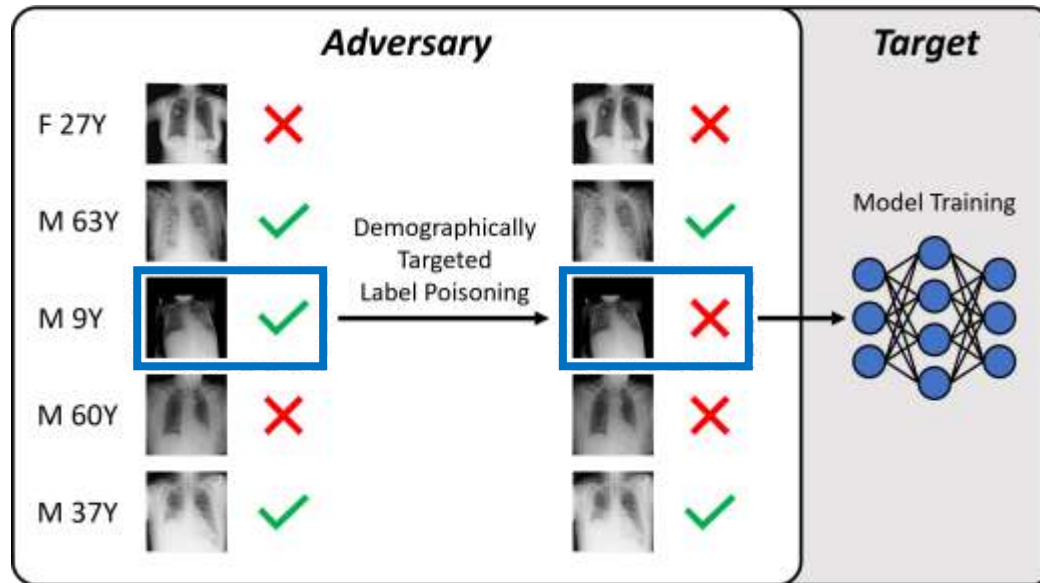 Adversary
Target
F 27Y
M 63Y
Demographically
Targeted
Label Poisoning
Model Training
M 9Y
M 60Y
M 37Y